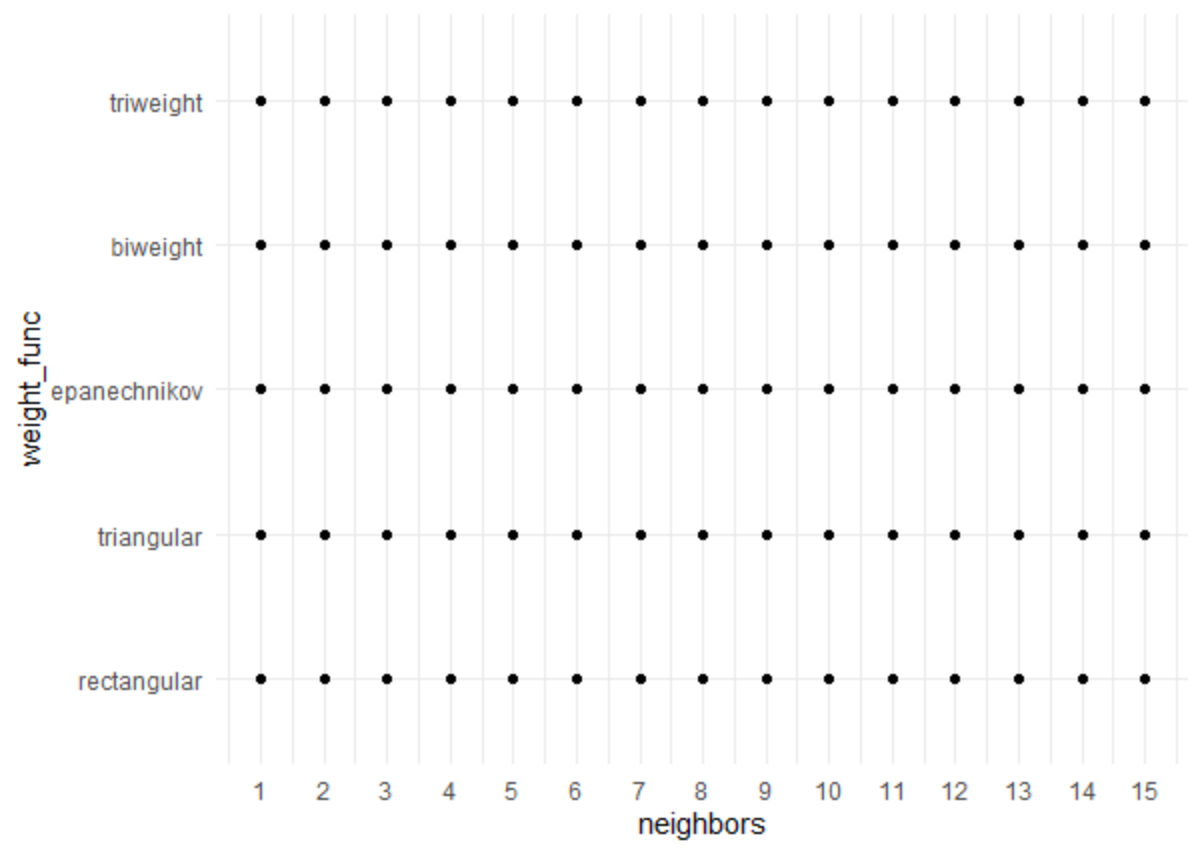 triweight
biweight
epanechnikov
triangular
rectangular
weight_func
1 2 3 4 5 6 7 8 9 10 11 12 13 14 15
neighbors